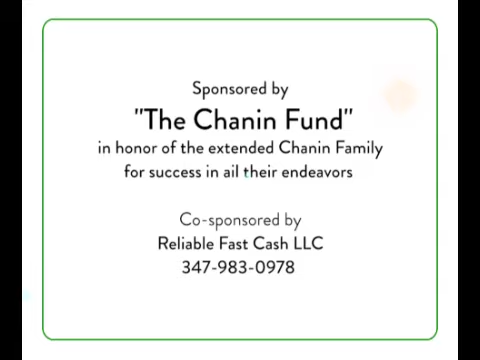 Sponsored by
"The Chanin Fund"
in honor of the extended Chanin Family
for success in ail their endeavors
Co-sponsored by
Reliable Fast Cash LLC
347-983-0978